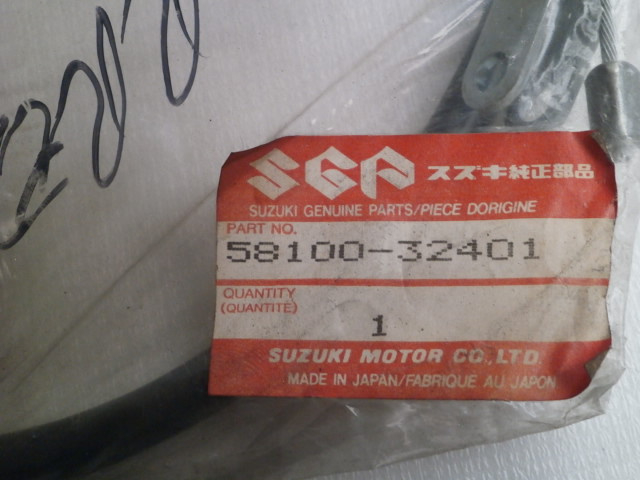 SGP スズキ純正部品
SUZUKI GENUINE PARTS/PIECE DORIGINE
PART NO.
58100-32401
QUANTITY
(QUANTITÉ)
1
SUZUKI MOTOR CO.,LTD.
MADE IN JAPAN/FABRIQUE AU JAPON